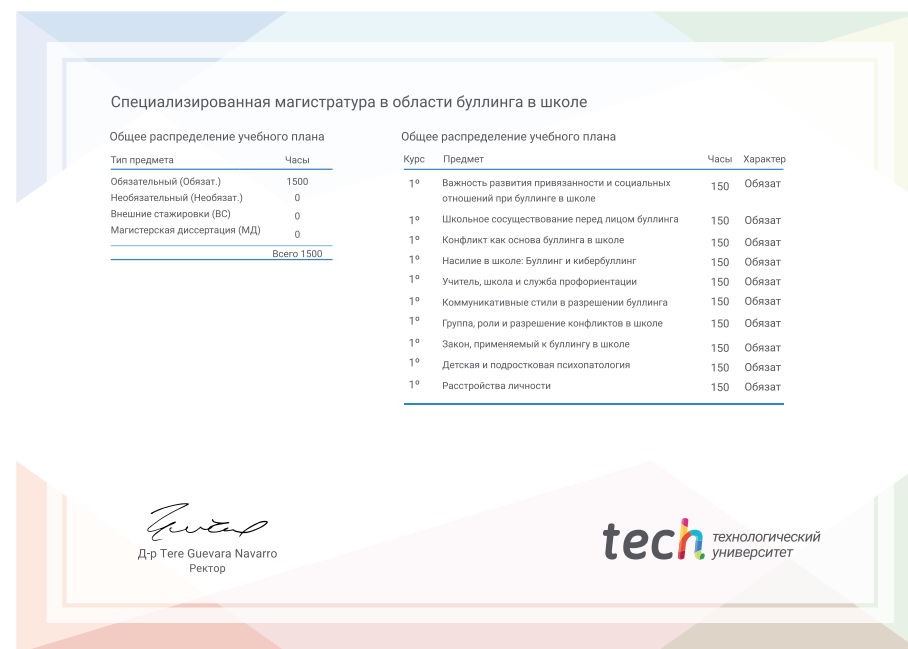 Специализированная магистратура в области буллинга в школе
Общее распределение учебного плана
Тип предмета Часы
Обязательный (Обязат.) 1500
Необязательный (Необязат.) 0
Внешние стажировки (ВС) 0
Магистерская диссертация (МД) 0
Всего 1500
Общее распределение учебного плана
Курс Предмет Часы Характер
1º Важность развития привязанности и социальных
отношений при буллинге в школе 150 Обязат
1º Школьное сосуществование перед лицом буллинга 150 Обязат
1º Конфликт как основа буллинга в школе 150 Обязат
1º Насилие в школе: Буллинг и кибербуллинг 150 Обязат
1º Учитель, школа и служба профориентации 150 Обязат
1º Коммуникативные стили в разрешении буллинга 150 Обязат
1º Группа, роли и разрешение конфликтов в школе 150 Обязат
1º Закон, применяемый к буллингу в школе 150 Обязат
1º Детская и подростковая психопатология 150 Обязат
1º Расстройства личности 150 Обязат
Д-р Tere Guevara Navarro
Ректор
tech технологический
университет